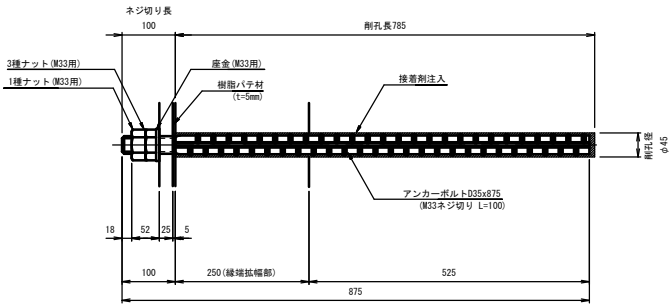 ネジ切り長
100
削孔長785
3種ナット(M33用)
1種ナット(M33用)
座金(M33用)
樹脂パテ材
(t=5mm)
接着剤注入
削孔径
φ45
アンカーボルトD35x875
(M33ネジ切り L=100)
18
52
25
5
100
250(縁端拡幅部)
525
875